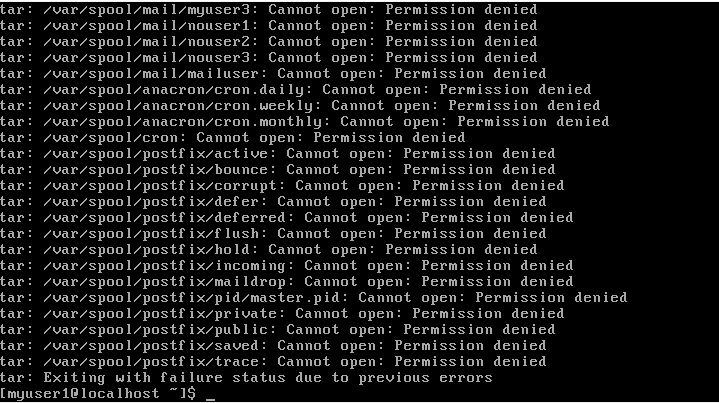 tar: /var/spool/mail/myuser3: Cannot open: Permission denied
tar: /var/spool/mail/nouser1: Cannot open: Permission denied
tar: /var/spool/mail/nouser2: Cannot open: Permission denied
tar: /var/spool/mail/nouser3: Cannot open: Permission denied
tar: /var/spool/mail/mailuser: Cannot open: Permission denied
tar: /var/spool/anacron/cron.daily: Cannot open: Permission denied
tar: /var/spool/anacron/cron.weekly: Cannot open: Permission denied
tar: /var/spool/anacron/cron.monthly: Cannot open: Permission denied
tar: /var/spool/cron: Cannot open: Permission denied
tar: /var/spool/postfix/active: Cannot open: Permission denied
tar: /var/spool/postfix/bounce: Cannot open: Permission denied
tar: /var/spool/postfix/corrupt: Cannot open: Permission denied
tar: /var/spool/postfix/defer: Cannot open: Permission denied
tar: /var/spool/postfix/deferred: Cannot open: Permission denied
tar: /var/spool/postfix/flush: Cannot open: Permission denied
tar: /var/spool/postfix/hold: Cannot open: Permission denied
tar: /var/spool/postfix/incoming: Cannot open: Permission denied
tar: /var/spool/postfix/maildrop: Cannot open: Permission denied
tar: /var/spool/postfix/pid/master.pid: Cannot open: Permission denied
tar: /var/spool/postfix/private: Cannot open: Permission denied
tar: /var/spool/postfix/public: Cannot open: Permission denied
tar: /var/spool/postfix/saved: Cannot open: Permission denied
tar: /var/spool/postfix/trace: Cannot open: Permission denied
tar: Exiting with failure status due to previous errors
[myuser1@localhost ~]$ _